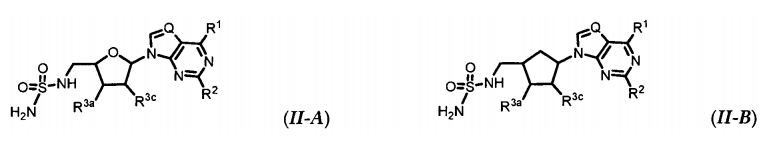 O
N
Q
R¹
N
N
R²
O
O
S
NH
H₂N
R³ᵃ
R³ᶜ
(II-A)
N
Q
R¹
N
N
R²
O
O
S
NH
H₂N
R³ᵃ
R³ᶜ
(II-B)